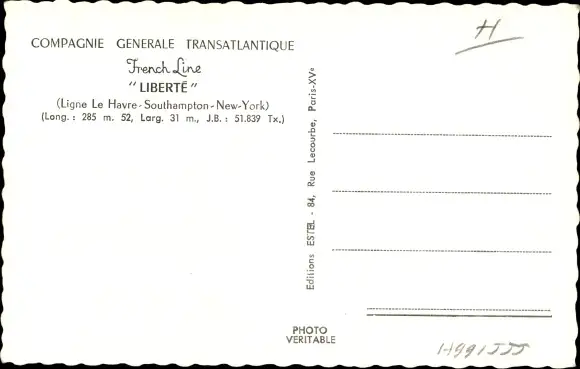 COMPAGNIE GENERALE TRANSATLANTIQUE
French Line
" LIBERTÉ "
(Ligne Le Havre-Southampton-New-York)
(Long. : 285 m. 52, Larg. 31 m., J.B. : 51.839 Tx.)
Editions ESTEL - 84, Rue Lecourbe, Paris-XVe
PHOTO
VERITABLE
H